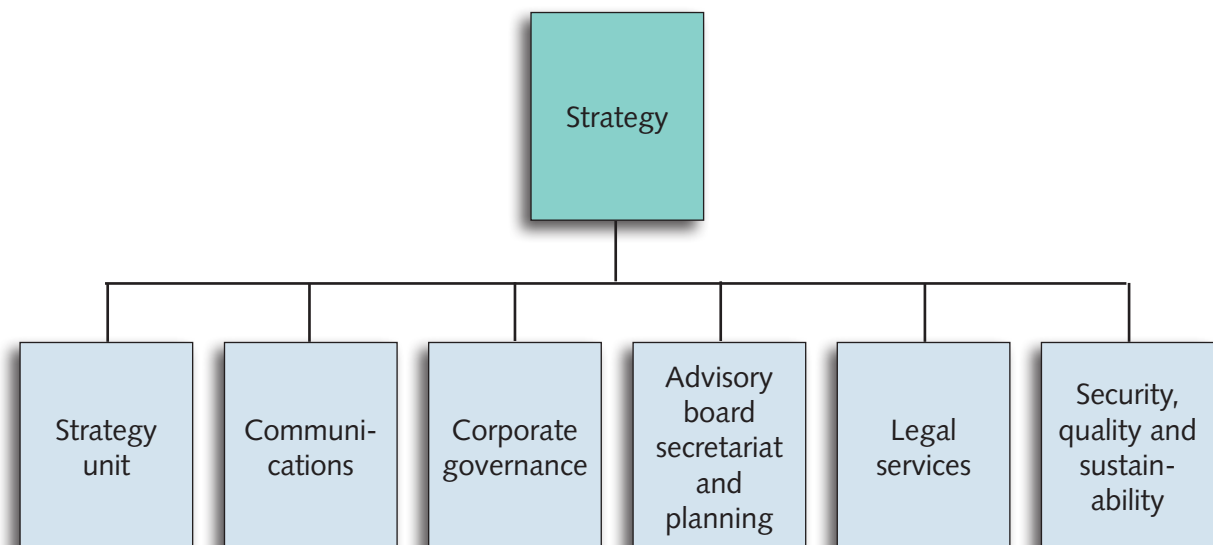 Strategy
Strategy
unit
Communi-
cations
Corporate
governance
Advisory
board
secretariat
and
planning
Legal
services
Security,
quality and
sustain-
ability